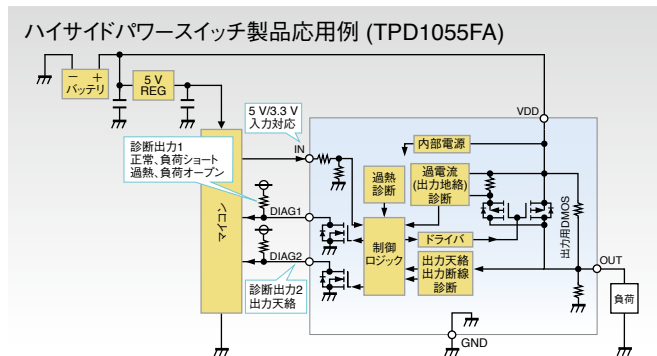 ハイサイドパワースイッチ製品応用例 (TPD1055FA)
− +
バッテリ
5 V
REG
5 V/3.3 V
入力対応
VDD
診断出力1
正常、負荷ショート
過熱、負荷オープン
IN
内部電源
過熱
診断
過電流
(出力地絡)
診断
マイコン
DIAG1
制御
ロジック
ドライバ
出力用DMOS
DIAG2
出力天絡
出力断線
診断
OUT
診断出力2
出力天絡
負荷
GND